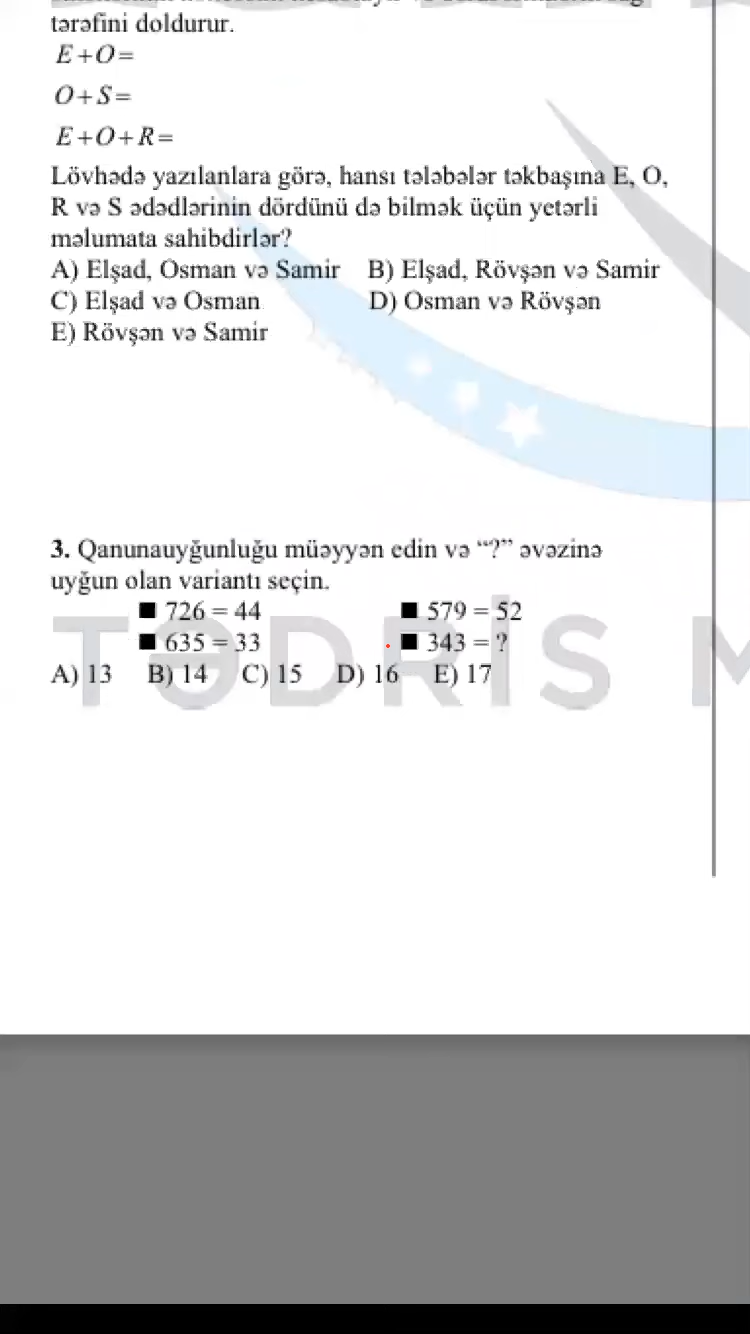 tərəfini doldurur.
E+O=
O+S=
E+O+R=
Lövhədə yazılanlara görə, hansı tələbələr təkbaşına E, O,
R və S ədədlərinin dördünü də bilmək üçün yetərli
məlumata sahibdirlər?
A) Elşad, Osman və Samir B) Elşad, Rövşən və Samir
C) Elşad və Osman D) Osman və Rövşən
E) Rövşən və Samir
3. Qanunauyğunluğu müəyyən edin və “?” əvəzinə
uyğun olan variantı seçin.
■ 726 = 44 ■ 579 = 52
■ 635 = 33 ■ 343 = ?
A) 13 B) 14 C) 15 D) 16 E) 17
TƏDRİS M